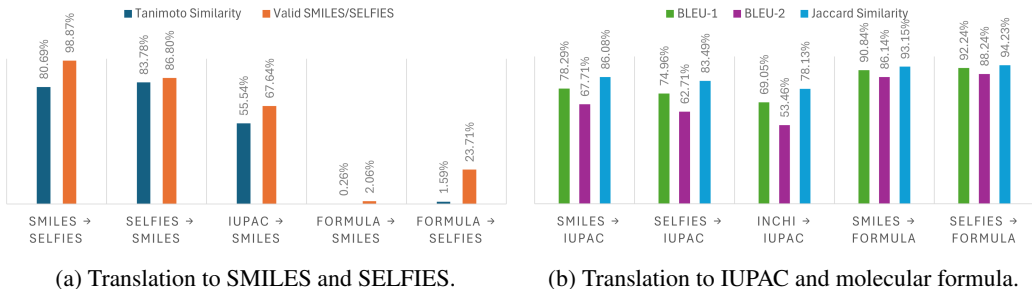 Tanimoto Similarity Valid SMILES/SELFIES
80.69% 98.87% 83.78% 86.80% 55.54% 67.64% 0.26% 2.06% 1.59% 23.71%
SMILES → SELFIES → IUPAC → FORMULA → FORMULA →
SELFIES SMILES SMILES SMILES SELFIES
(a) Translation to SMILES and SELFIES.
BLEU-1 BLEU-2 Jaccard Similarity
78.29% 67.71% 86.08% 74.96% 62.71% 83.49% 69.05% 53.46% 78.13% 90.84% 86.14% 93.15% 92.24% 88.24% 94.23%
SMILES → SELFIES → INCHI → SMILES → SELFIES →
IUPAC IUPAC IUPAC FORMULA FORMULA
(b) Translation to IUPAC and molecular formula.